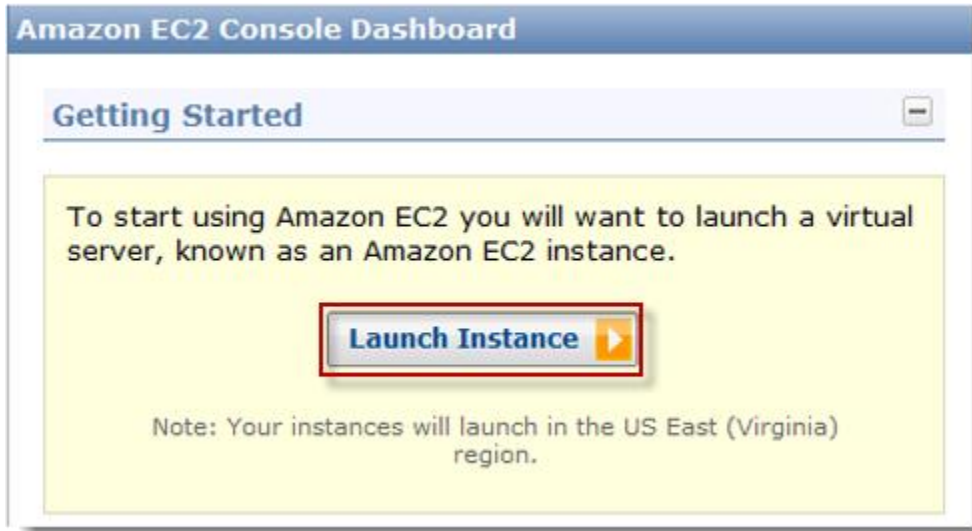 Amazon EC2 Console Dashboard
Getting Started
To start using Amazon EC2 you will want to launch a virtual
server, known as an Amazon EC2 instance.
Launch Instance
Note: Your instances will launch in the US East (Virginia)
region.